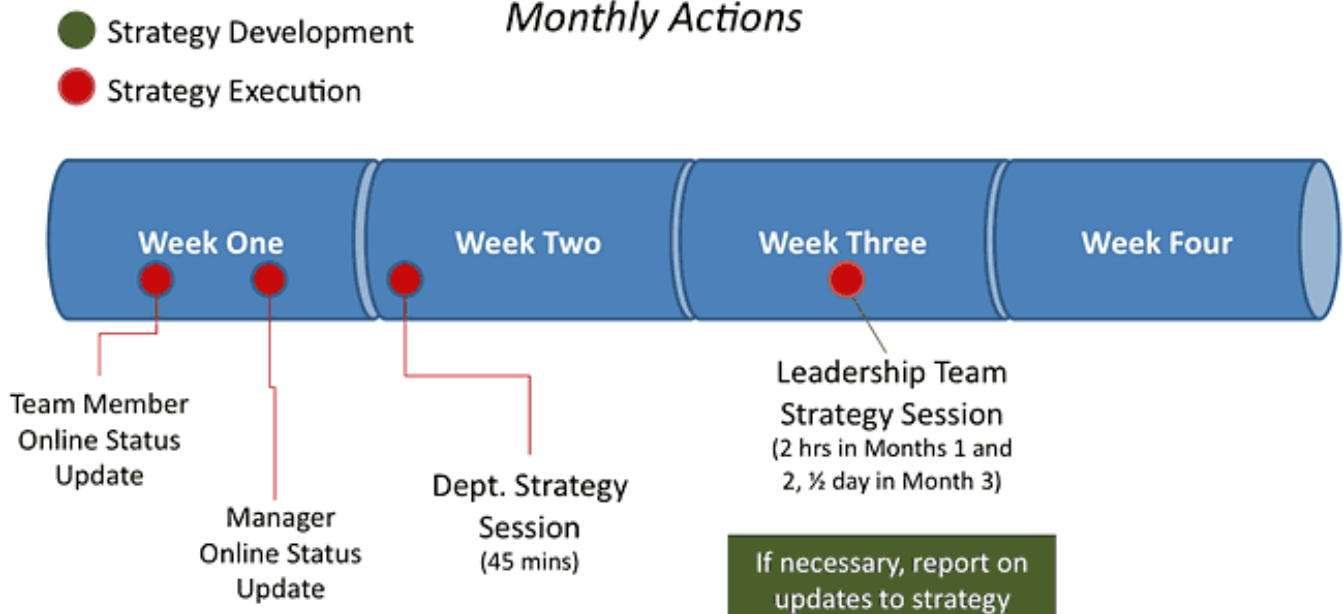 Monthly Actions
Strategy Development
Strategy Execution
Week One
Week Two
Week Three
Week Four
Team Member
Online Status
Update
Manager
Online Status
Update
Dept. Strategy
Session
(45 mins)
Leadership Team
Strategy Session
(2 hrs in Months 1 and
2, ½ day in Month 3)
If necessary, report on
updates to strategy